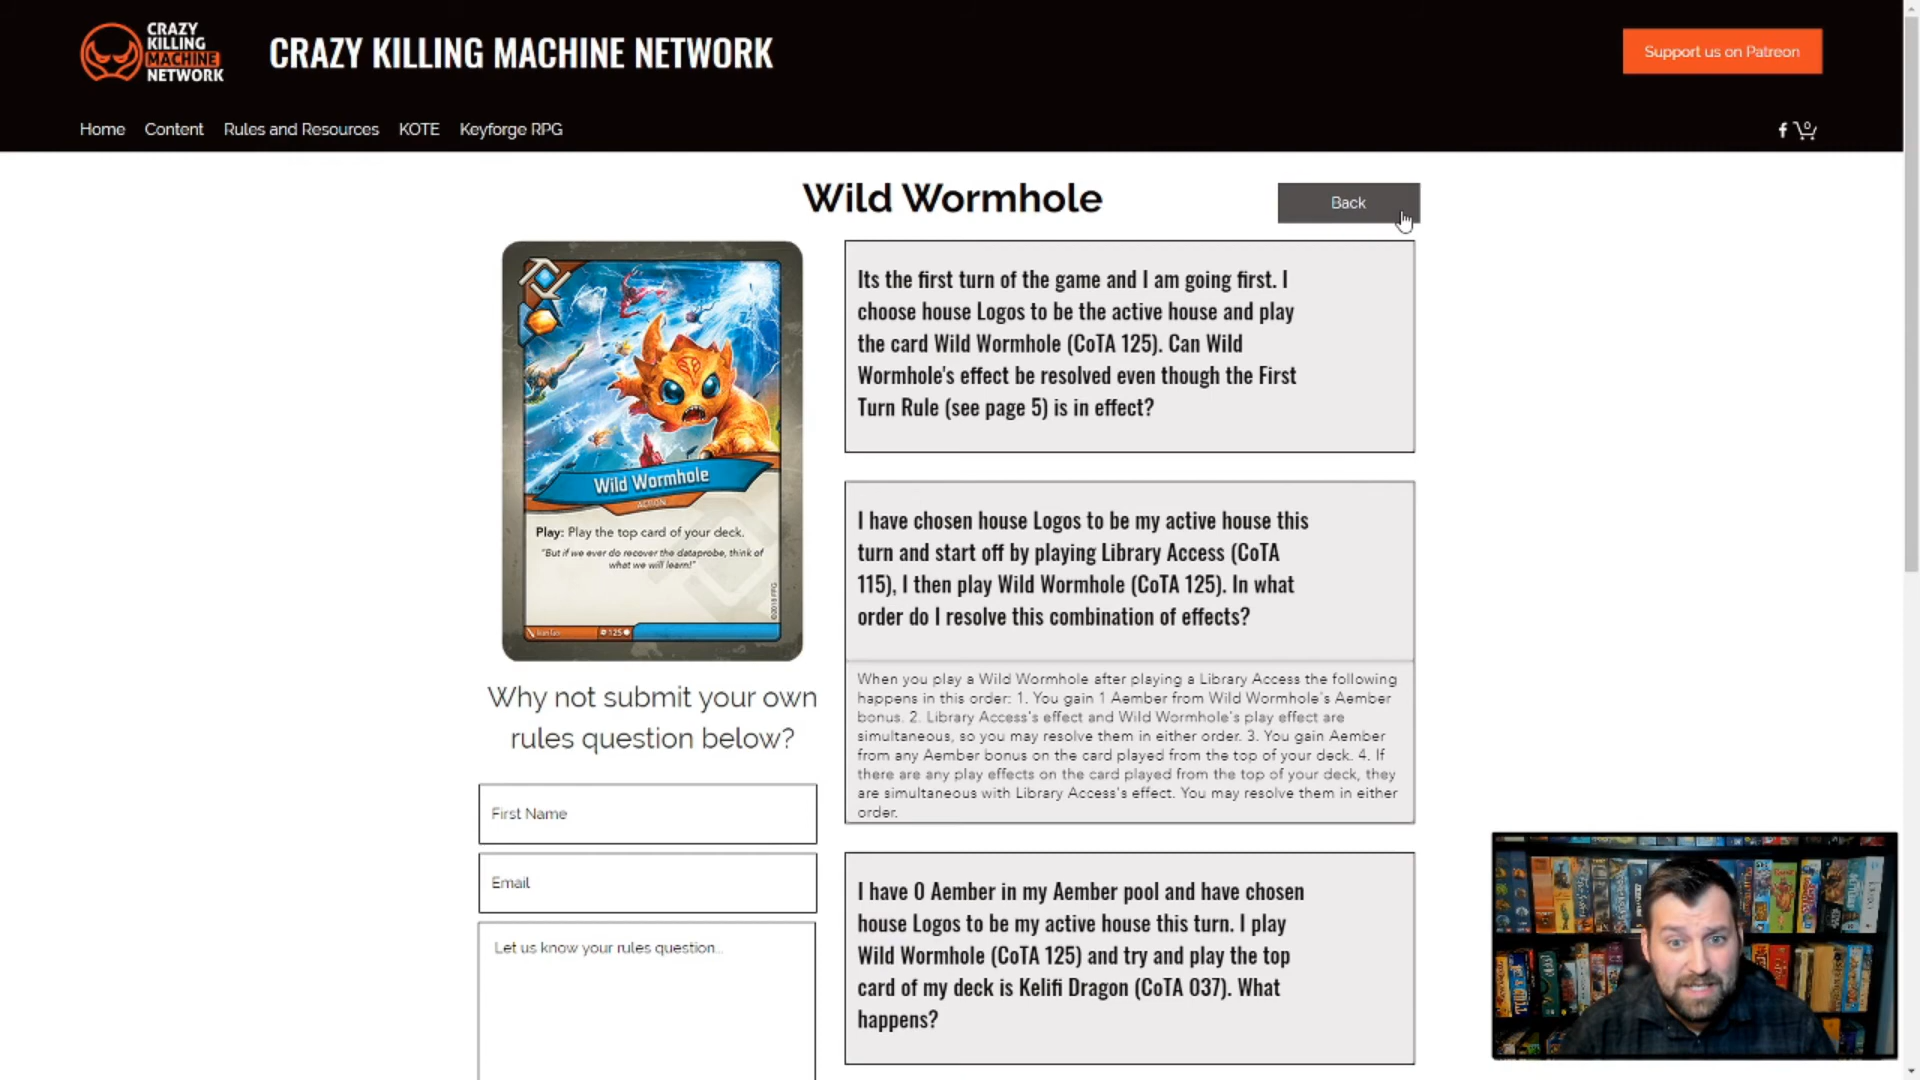 CRAZY
KILLING
MACHINE
NETWORK
CRAZY KILLING MACHINE NETWORK
Support us on Patreon
Home Content Rules and Resources KOTE Keyforge RPG
0
Wild Wormhole
Back
Its the first turn of the game and I am going first. I
choose house Logos to be the active house and play
the card Wild Wormhole (CoTA 125). Can Wild
Wormhole's effect be resolved even though the First
Turn Rule (see page 5) is in effect?
Wild Wormhole
ACTION
Play: Play the top card of your deck.
"But if we ever do recover the dataprobe, think of
what we will learn!"
125
I have chosen house Logos to be my active house this
turn and start off by playing Library Access (CoTA
115), I then play Wild Wormhole (CoTA 125). In what
order do I resolve this combination of effects?
When you play a Wild Wormhole after playing a Library Access the following
happens in this order: 1. You gain 1 Aember from Wild Wormhole's Aember
bonus. 2. Library Access's effect and Wild Wormhole's play effect are
simultaneous, so you may resolve them in either order. 3. You gain Aember
from any Aember bonus on the card played from the top of your deck. 4. If
there are any play effects on the card played from the top of your deck, they
are simultaneous with Library Access's effect. You may resolve them in either
order.
Why not submit your own
rules question below?
First Name
Email
Let us know your rules question...
I have 0 Aember in my Aember pool and have chosen
house Logos to be my active house this turn. I play
Wild Wormhole (CoTA 125) and try and play the top
card of my deck is Kelifi Dragon (CoTA 037). What
happens?